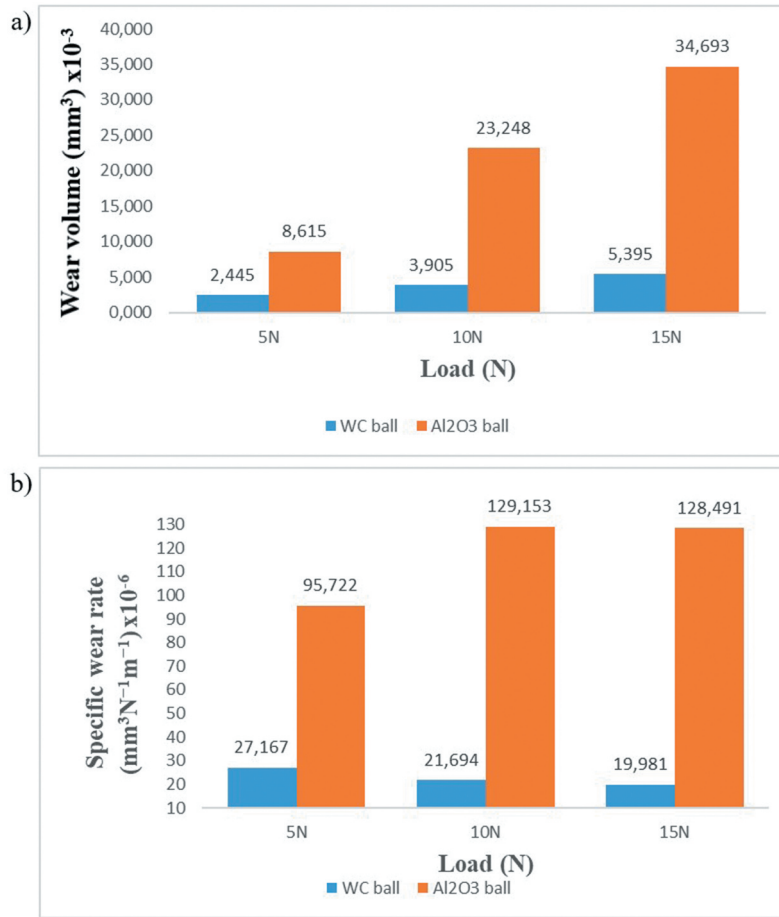 a)
Wear volume (mm³) x10⁻³
40,000
35,000
30,000
25,000
20,000
15,000
10,000
5,000
0,000
2,445
8,615
3,905
23,248
5,395
34,693
5N
10N
15N
Load (N)
WC ball
Al2O3 ball
b)
Specific wear rate
(mm³N⁻¹m⁻¹) x10⁻⁶
130
120
110
100
90
80
70
60
50
40
30
20
10
27,167
95,722
21,694
129,153
19,981
128,491
5N
10N
15N
Load (N)
WC ball
Al2O3 ball